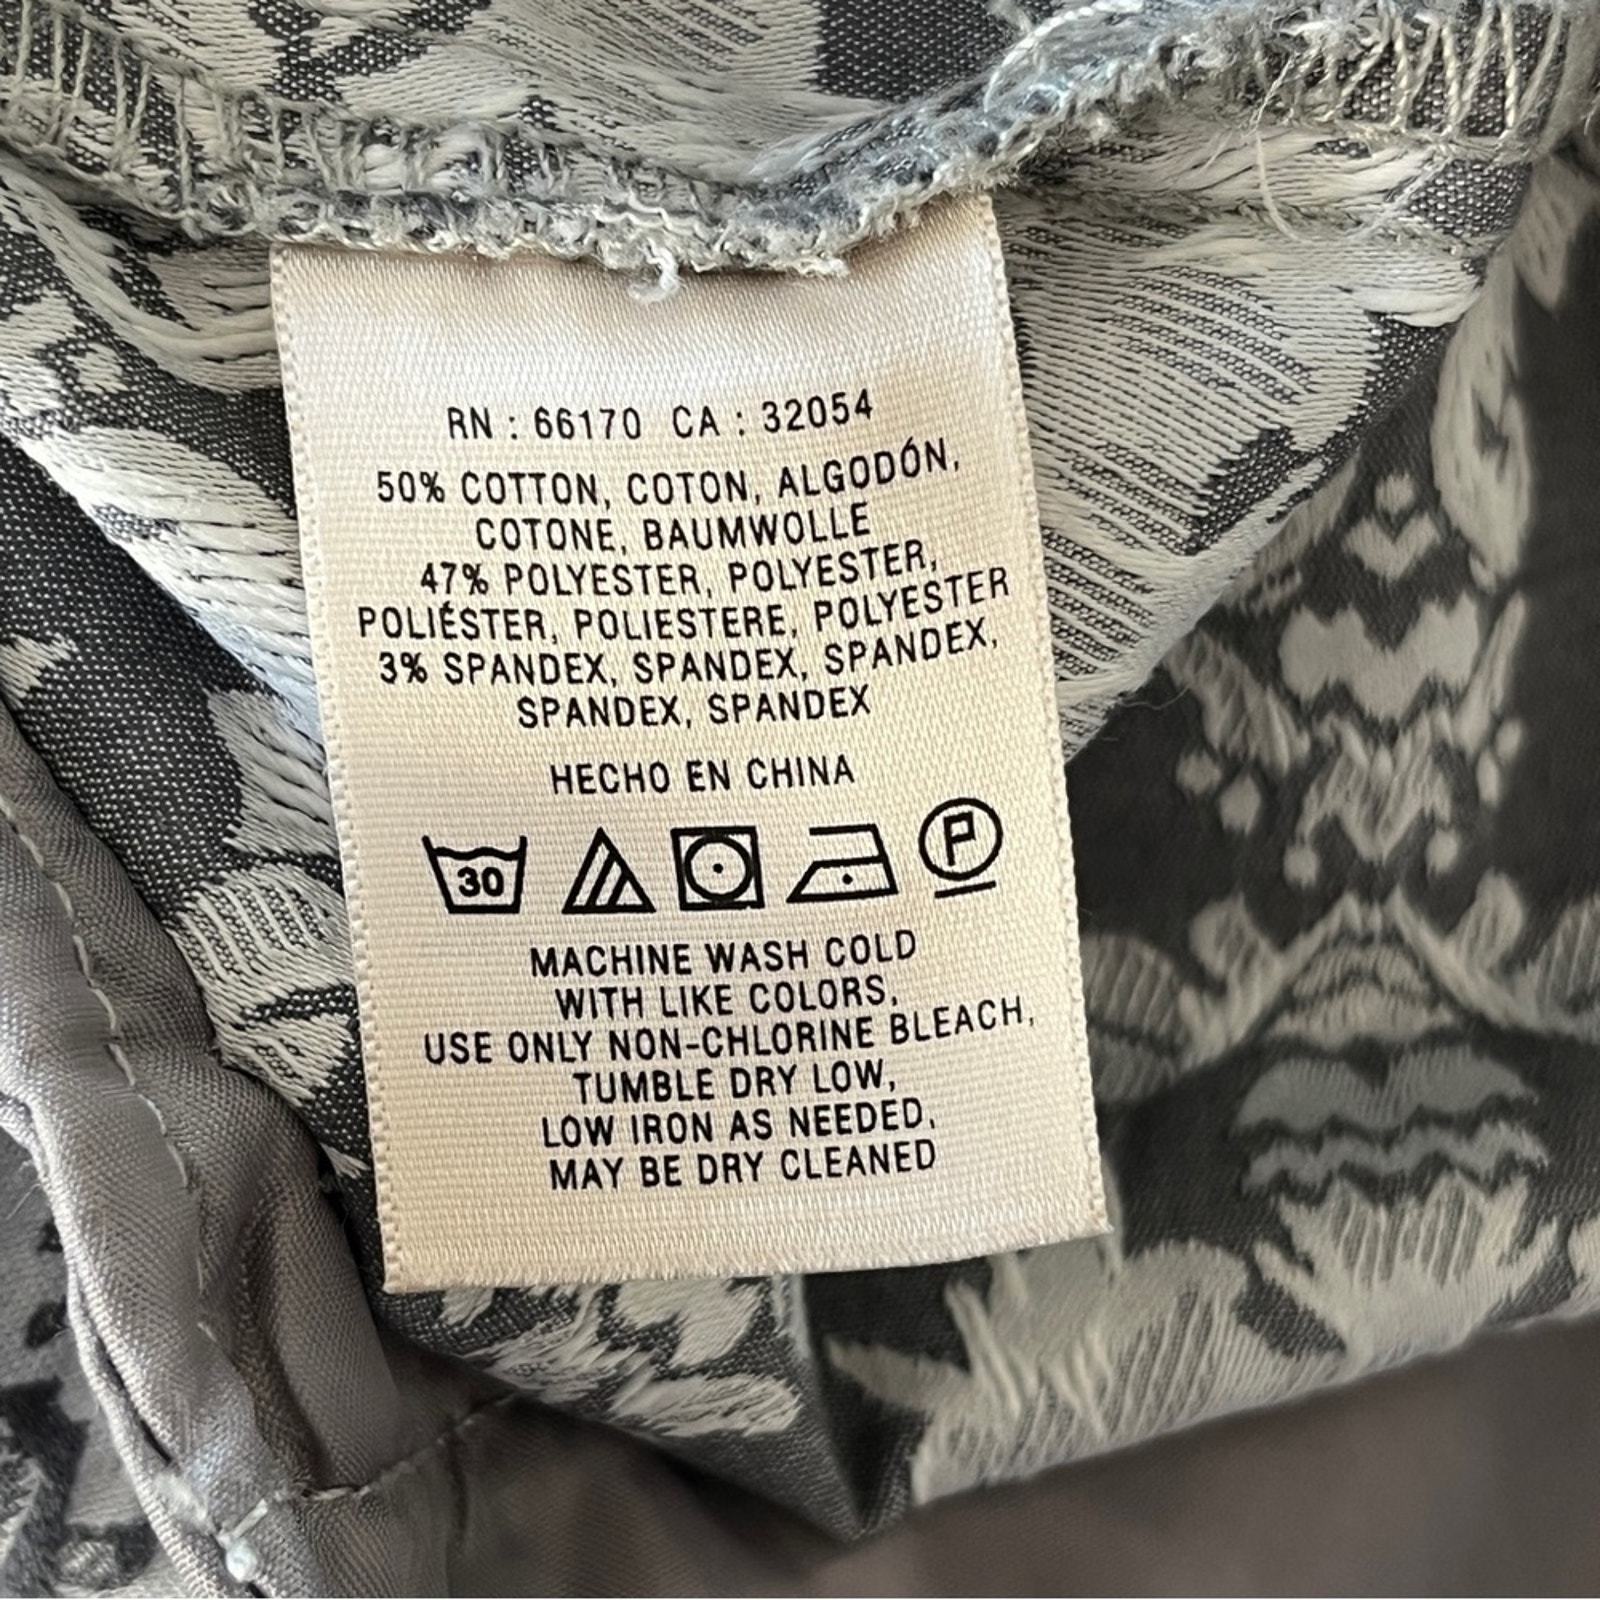 RN : 66170 CA : 32054
50% COTTON, COTON, ALGODÓN,
COTONE, BAUMWOLLE
47% POLYESTER, POLYESTER,
POLIÉSTER, POLIESTERE, POLYESTER
3% SPANDEX, SPANDEX, SPANDEX,
SPANDEX, SPANDEX
HECHO EN CHINA
30 P
MACHINE WASH COLD
WITH LIKE COLORS,
USE ONLY NON-CHLORINE BLEACH,
TUMBLE DRY LOW,
LOW IRON AS NEEDED,
MAY BE DRY CLEANED